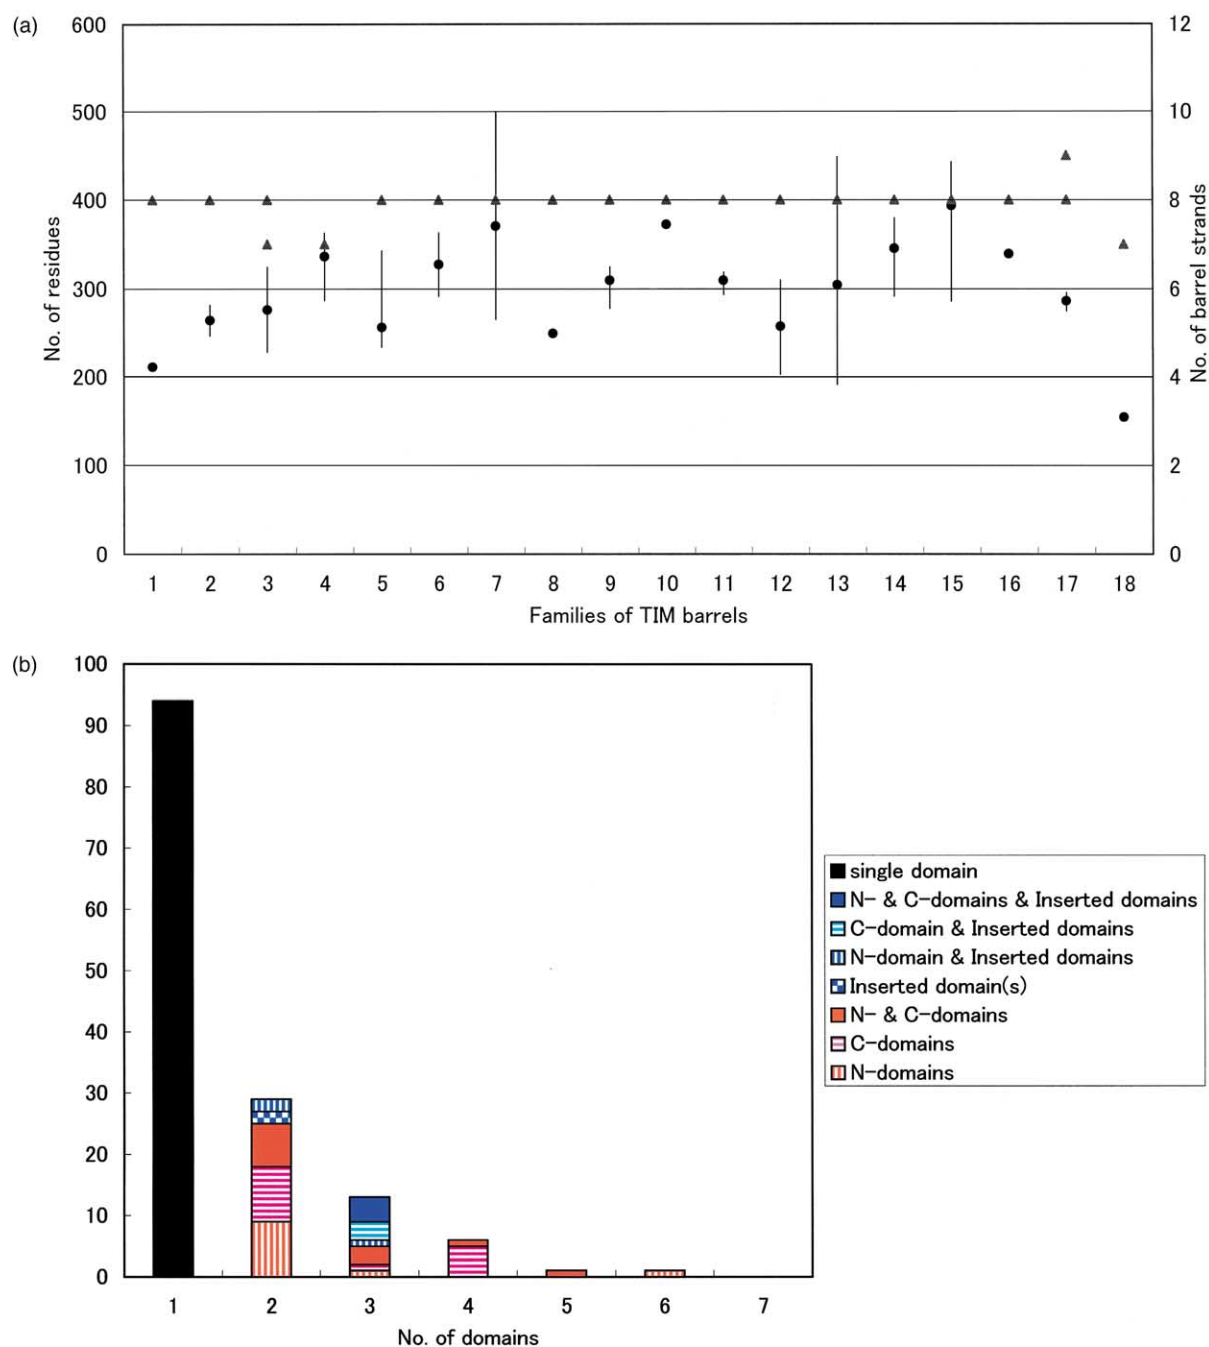 (a)
600
500
400
300
200
100
0
No. of residues
12
10
8
6
4
2
0
No. of barrel strands
1 2 3 4 5 6 7 8 9 10 11 12 13 14 15 16 17 18
Families of TIM barrels
(b)
100
90
80
70
60
50
40
30
20
10
0
1 2 3 4 5 6 7
No. of domains
single domain
N- & C-domains & Inserted domains
C-domain & Inserted domains
N-domain & Inserted domains
Inserted domain(s)
N- & C-domains
C-domains
N-domains